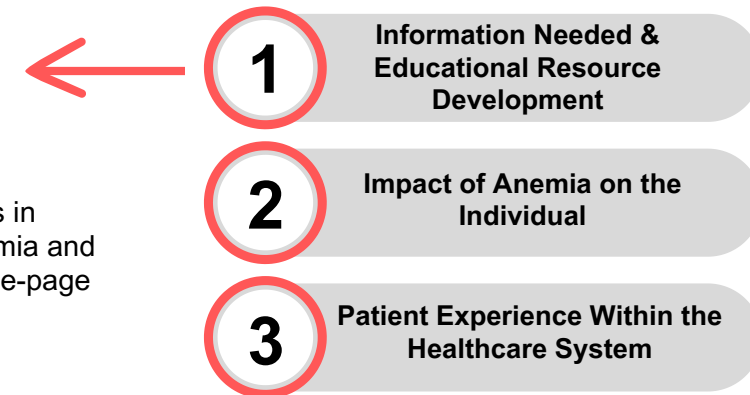 1
Information Needed &
Educational Resource
Development
2
Impact of Anemia on the
Individual
s in
mia and
e-page
3
Patient Experience Within the
Healthcare System